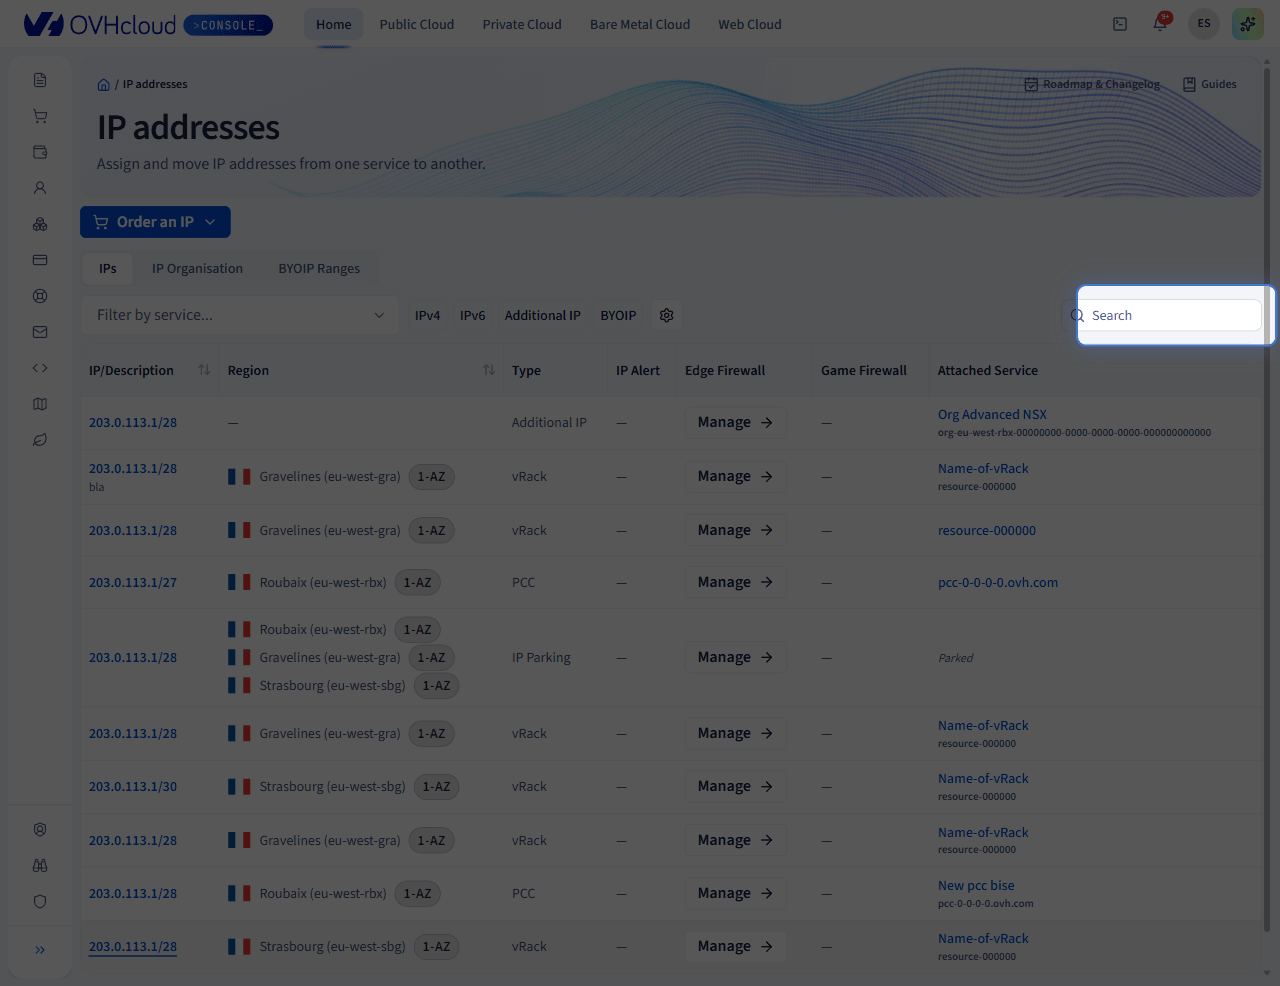 OVHcloud >CONSOLE_ Home Public Cloud Private Cloud Bare Metal Cloud Web Cloud 9+ ES
/ IP addresses Roadmap & Changelog Guides
IP addresses
Assign and move IP addresses from one service to another.
Order an IP
IPs IP Organisation BYOIP Ranges
Filter by service... IPv4 IPv6 Additional IP BYOIP Search
IP/Description Region Type IP Alert Edge Firewall Game Firewall Attached Service
203.0.113.1/28 — Additional IP — Manage — Org Advanced NSX
org-eu-west-rbx-00000000-0000-0000-0000-000000000000
203.0.113.1/28 Gravelines (eu-west-gra) 1-AZ vRack — Manage — Name-of-vRack
bla resource-000000
203.0.113.1/28 Gravelines (eu-west-gra) 1-AZ vRack — Manage — resource-000000
203.0.113.1/27 Roubaix (eu-west-rbx) 1-AZ PCC — Manage — pcc-0-0-0-0.ovh.com
Roubaix (eu-west-rbx) 1-AZ
203.0.113.1/28 Gravelines (eu-west-gra) 1-AZ IP Parking — Manage — Parked
Strasbourg (eu-west-sbg) 1-AZ
203.0.113.1/28 Gravelines (eu-west-gra) 1-AZ vRack — Manage — Name-of-vRack
resource-000000
203.0.113.1/30 Strasbourg (eu-west-sbg) 1-AZ vRack — Manage — Name-of-vRack
resource-000000
203.0.113.1/28 Gravelines (eu-west-gra) 1-AZ vRack — Manage — Name-of-vRack
resource-000000
203.0.113.1/28 Roubaix (eu-west-rbx) 1-AZ PCC — Manage — New pcc bise
pcc-0-0-0-0.ovh.com
203.0.113.1/28 Strasbourg (eu-west-sbg) 1-AZ vRack — Manage — Name-of-vRack
resource-000000